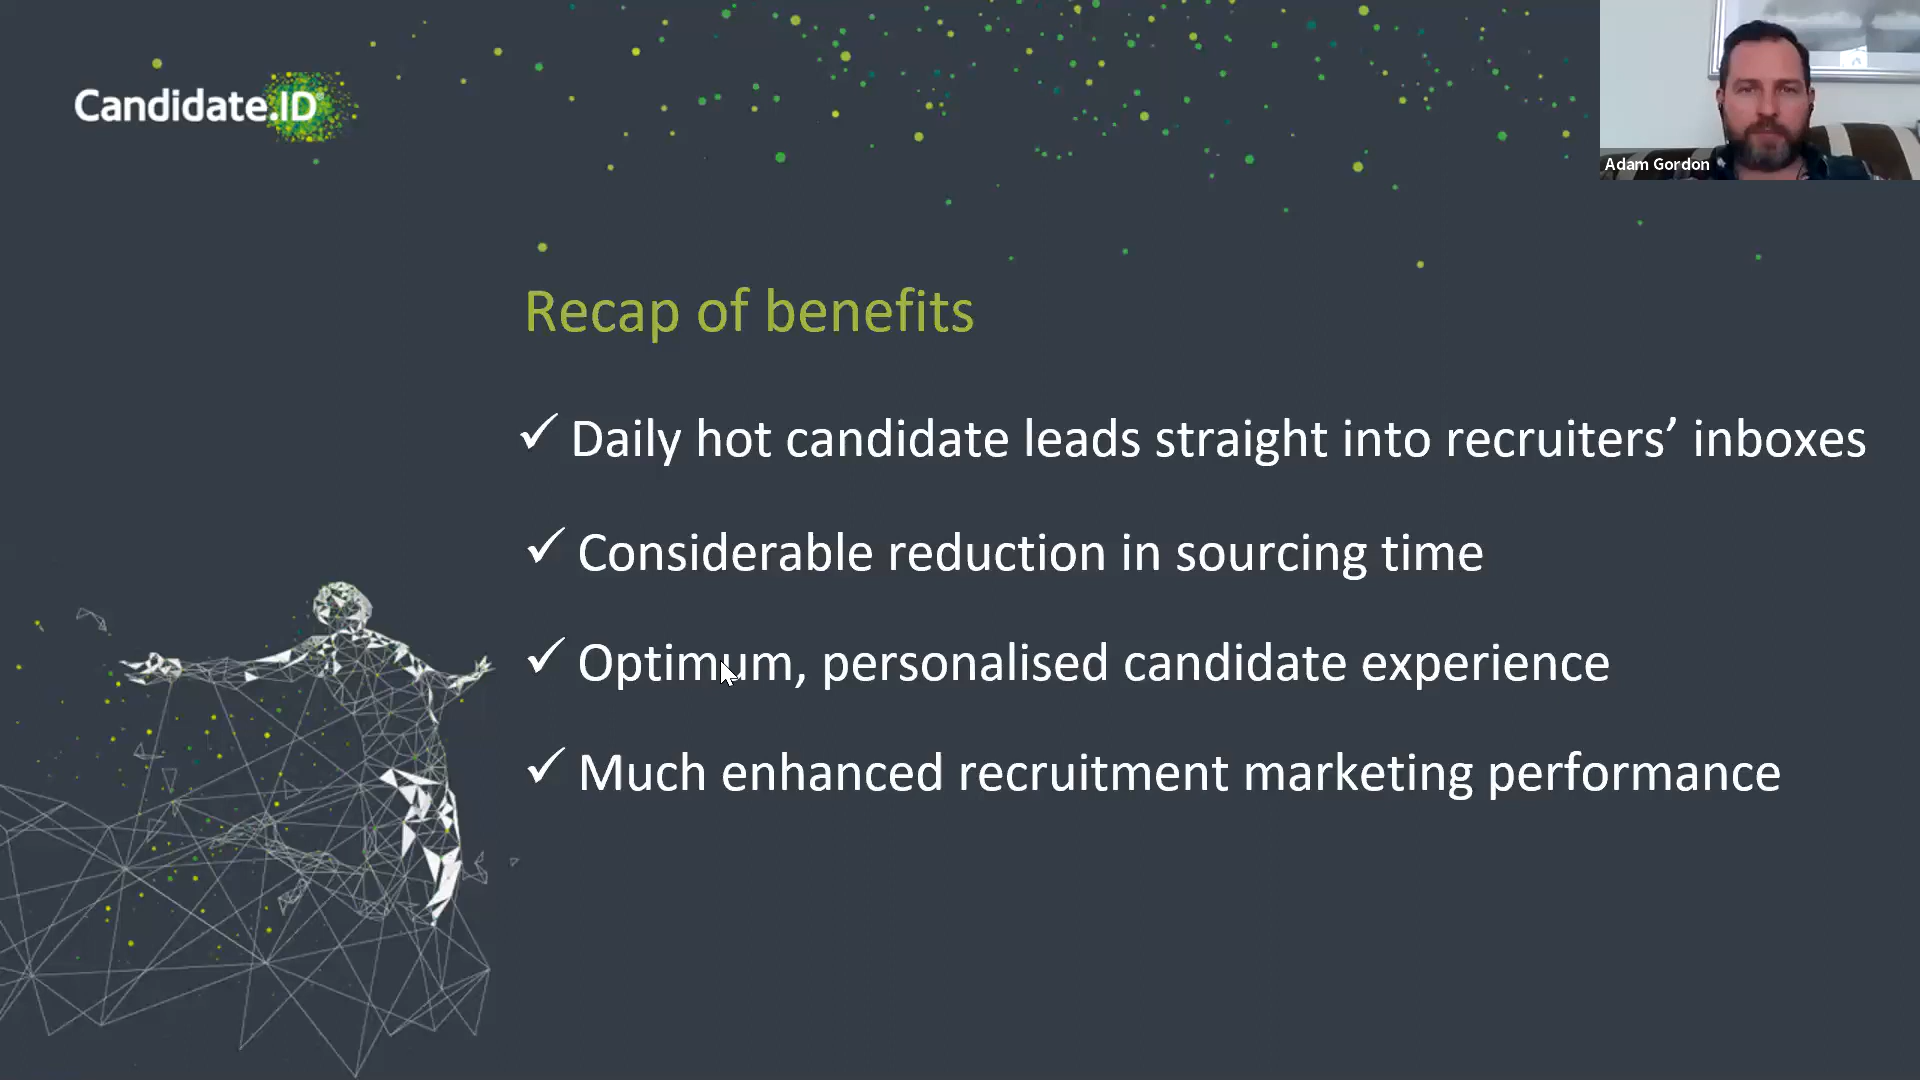 Candidate.ID
Adam Gordon
Recap of benefits
✓ Daily hot candidate leads straight into recruiters’ inboxes
✓ Considerable reduction in sourcing time
✓ Optimum, personalised candidate experience
✓ Much enhanced recruitment marketing performance